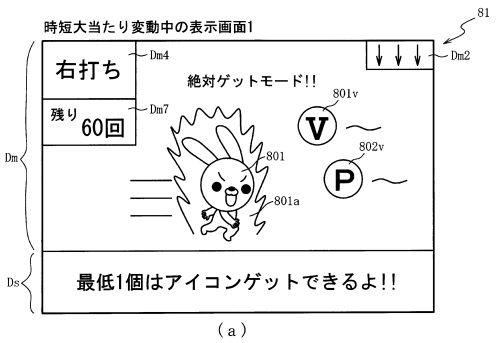 時短大当たり変動中の表示画面1
81
右打ち
Dm4
↓ ↓ ↓
Dm2
絶対ゲットモード!!
残り
60回
Dm7
801v
V
802v
P
801
801a
Dm
Ds
最低1個はアイコンゲットできるよ!!
(a)